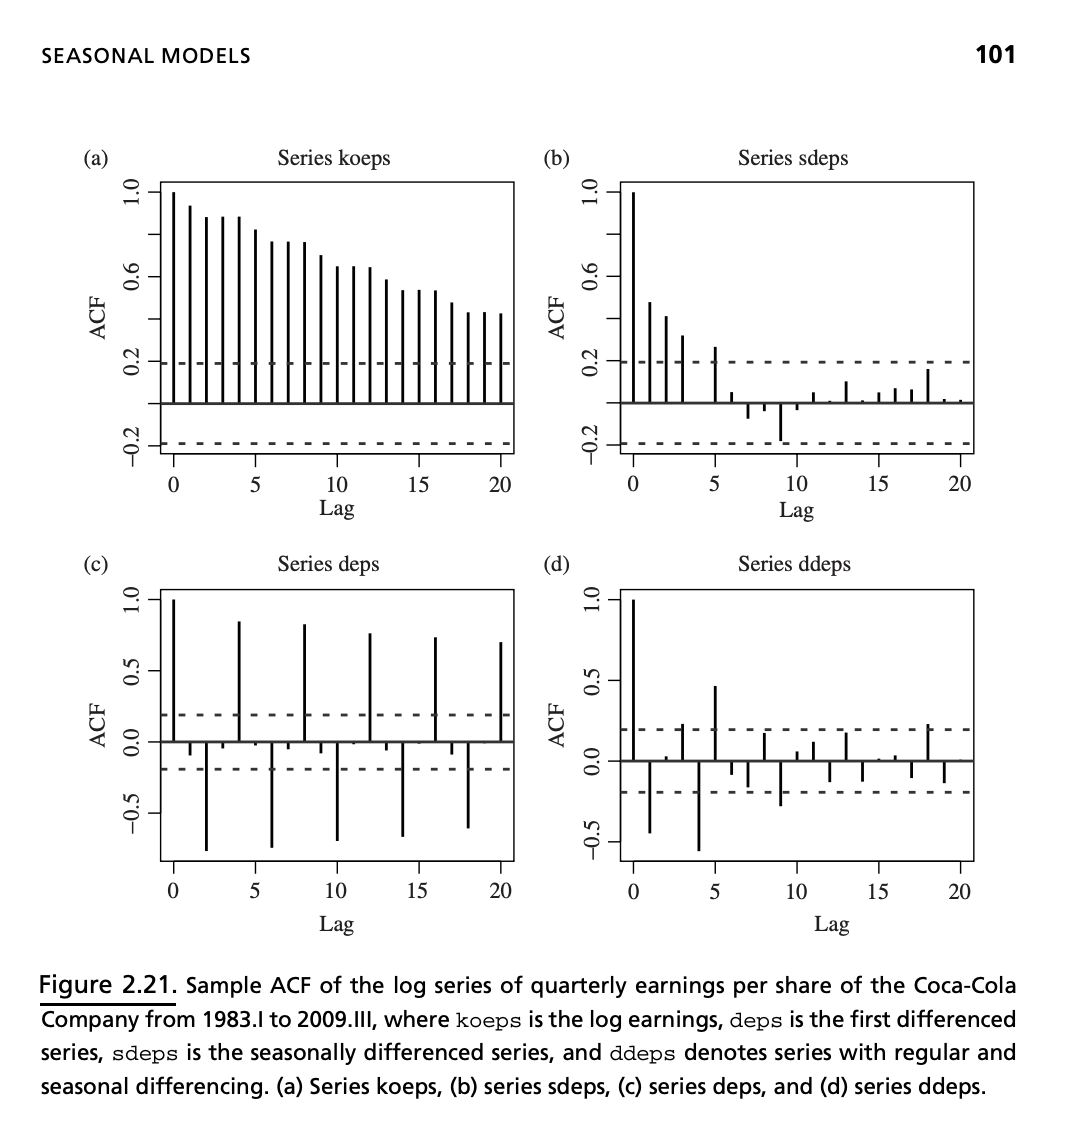 SEASONAL MODELS 101
(a) Series koeps
1.0
0.6
0.2
−0.2
ACF
0 5 10 15 20
Lag
(b) Series sdeps
1.0
0.6
0.2
−0.2
ACF
0 5 10 15 20
Lag
(c) Series deps
1.0
0.5
0.0
−0.5
ACF
0 5 10 15 20
Lag
(d) Series ddeps
1.0
0.5
0.0
−0.5
ACF
0 5 10 15 20
Lag
Figure 2.21. Sample ACF of the log series of quarterly earnings per share of the Coca-Cola
Company from 1983.I to 2009.III, where koeps is the log earnings, deps is the first differenced
series, sdeps is the seasonally differenced series, and ddeps denotes series with regular and
seasonal differencing. (a) Series koeps, (b) series sdeps, (c) series deps, and (d) series ddeps.